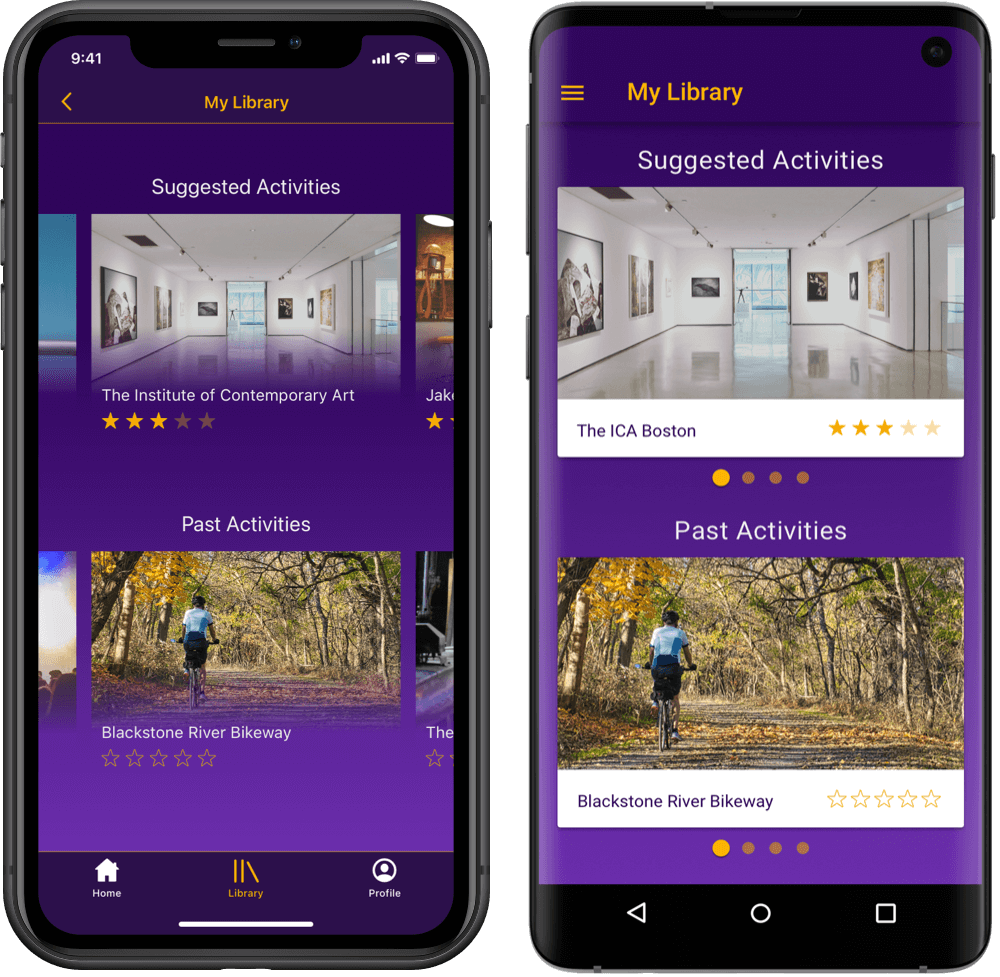 9:41
My Library
Suggested Activities
The Institute of Contemporary Art
Jak
Past Activities
Blackstone River Bikeway
The
Home
Library
Profile
My Library
Suggested Activities
The ICA Boston
Past Activities
Blackstone River Bikeway